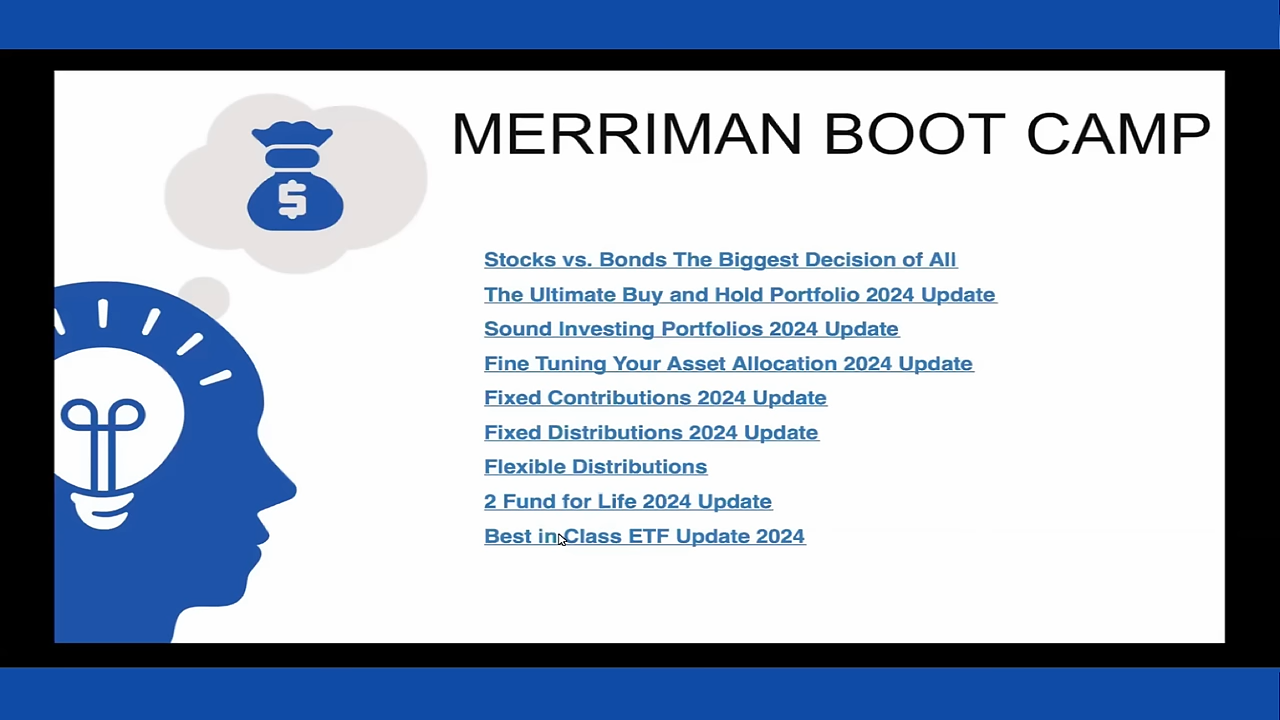 MERRIMAN BOOT CAMP
$
Stocks vs. Bonds The Biggest Decision of All
The Ultimate Buy and Hold Portfolio 2024 Update
Sound Investing Portfolios 2024 Update
Fine Tuning Your Asset Allocation 2024 Update
Fixed Contributions 2024 Update
Fixed Distributions 2024 Update
Flexible Distributions
2 Fund for Life 2024 Update
Best in Class ETF Update 2024